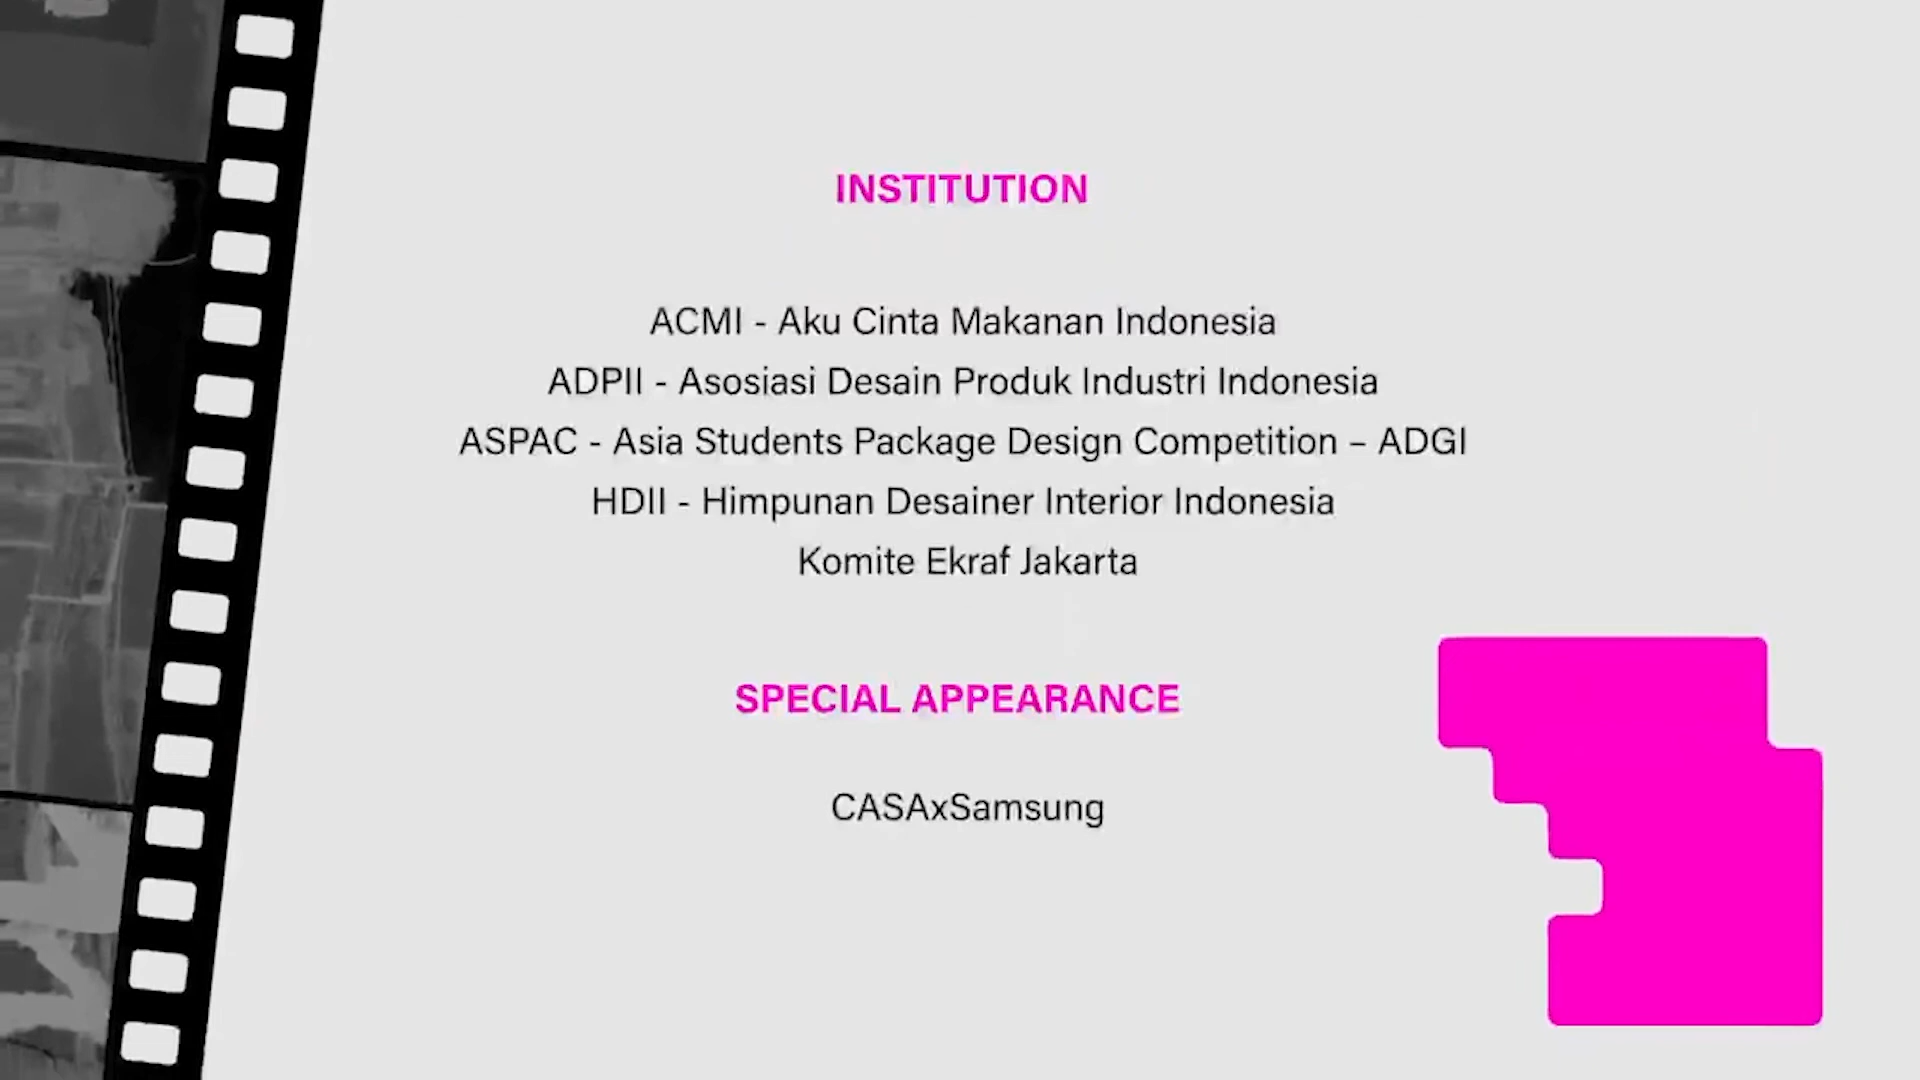 INSTITUTION
ACMI - Aku Cinta Makanan Indonesia
ADPII - Asosiasi Desain Produk Industri Indonesia
ASPAC - Asia Students Package Design Competition – ADGI
HDII - Himpunan Desainer Interior Indonesia
Komite Ekraf Jakarta
SPECIAL APPEARANCE
CASAxSamsung